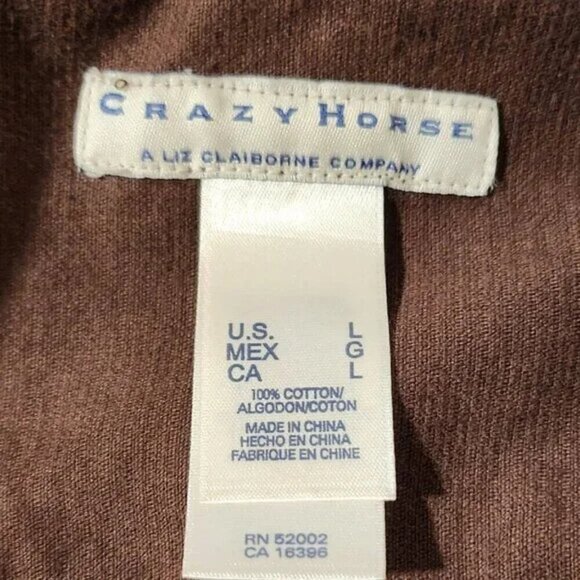 CRAZY HORSE
A LIZ CLAIBORNE COMPANY
U.S. L
MEX G
CA L
100% COTTON/
ALGODON/COTON
MADE IN CHINA
HECHO EN CHINA
FABRIQUE EN CHINE
RN 52002
CA 16396